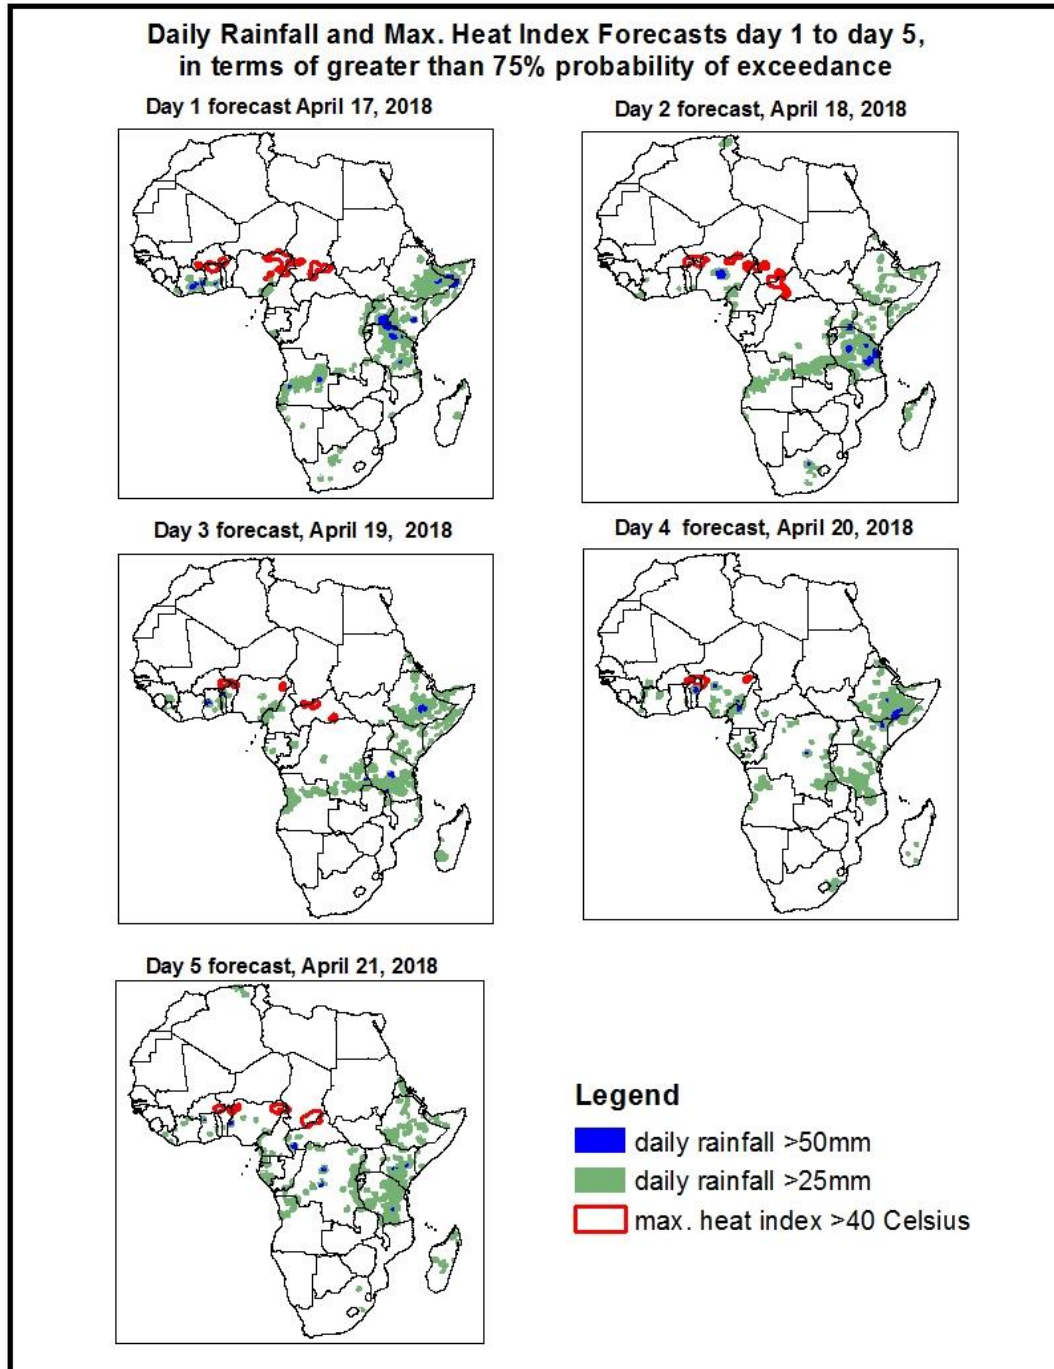 Daily Rainfall and Max. Heat Index Forecasts day 1 to day 5,
in terms of greater than 75% probability of exceedance
Day 1 forecast April 17, 2018
Day 2 forecast, April 18, 2018
Day 3 forecast, April 19, 2018
Day 4 forecast, April 20, 2018
Day 5 forecast, April 21, 2018
Legend
daily rainfall >50mm
daily rainfall >25mm
max. heat index >40 Celsius